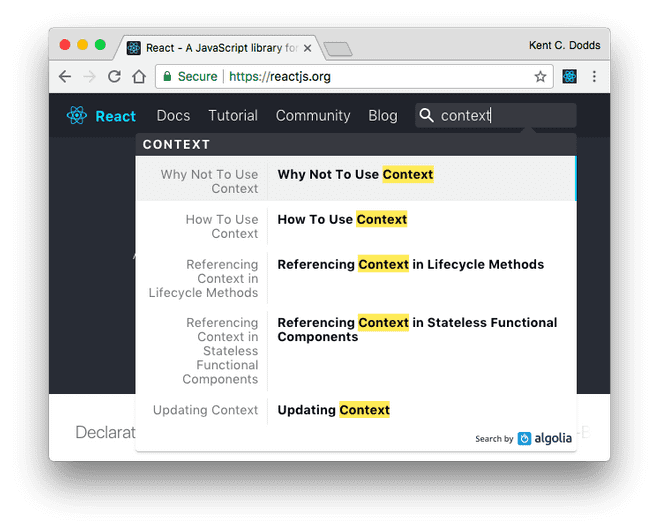 React - A JavaScript library for
Kent C. Dodds
Secure
https://reactjs.org
React
Docs
Tutorial
Community
Blog
context
CONTEXT
Why Not To Use
Context
Why Not To Use Context
How To Use
Context
How To Use Context
Referencing
Context in
Lifecycle Methods
Referencing Context in Lifecycle Methods
Referencing
Context in
Stateless
Functional
Components
Referencing Context in Stateless Functional
Components
Updating Context
Updating Context
Search by algolia
Declarat